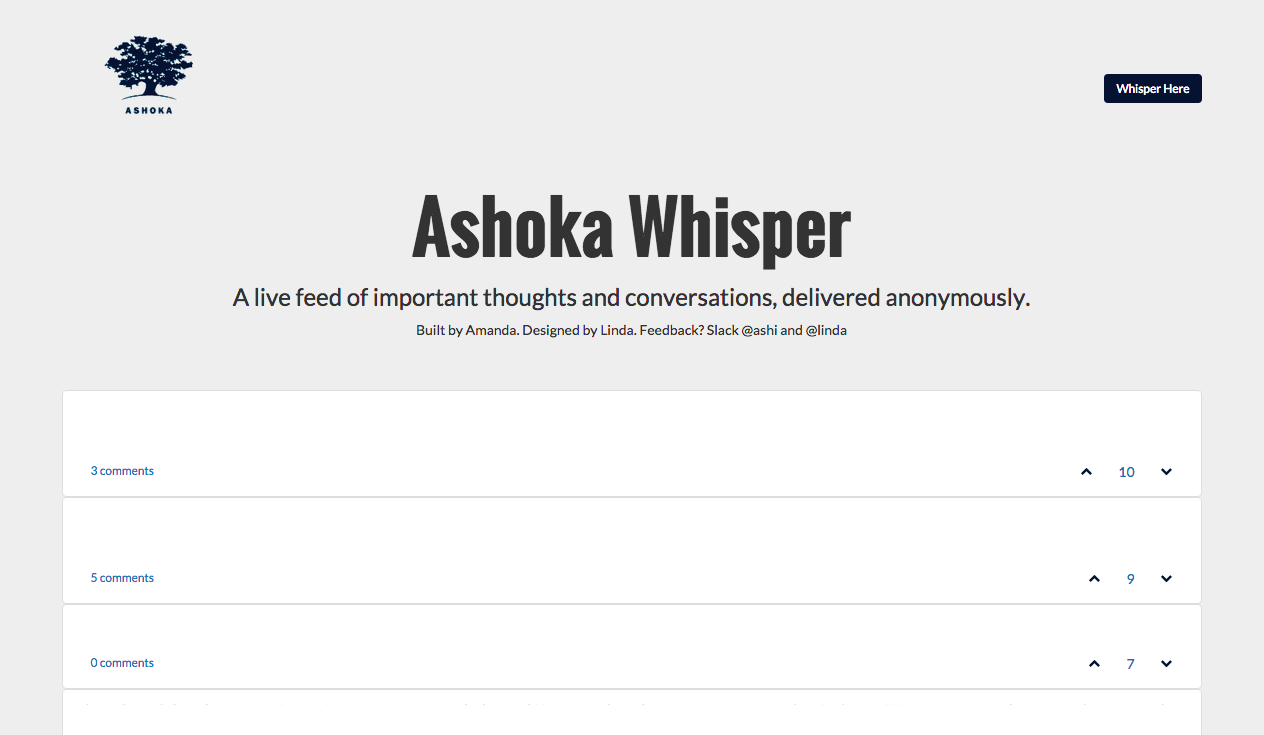 ASHOKA
Whisper Here
Ashoka Whisper
A live feed of important thoughts and conversations, delivered anonymously.
Built by Amanda. Designed by Linda. Feedback? Slack @ashi and @linda
3 comments
10
5 comments
9
0 comments
7